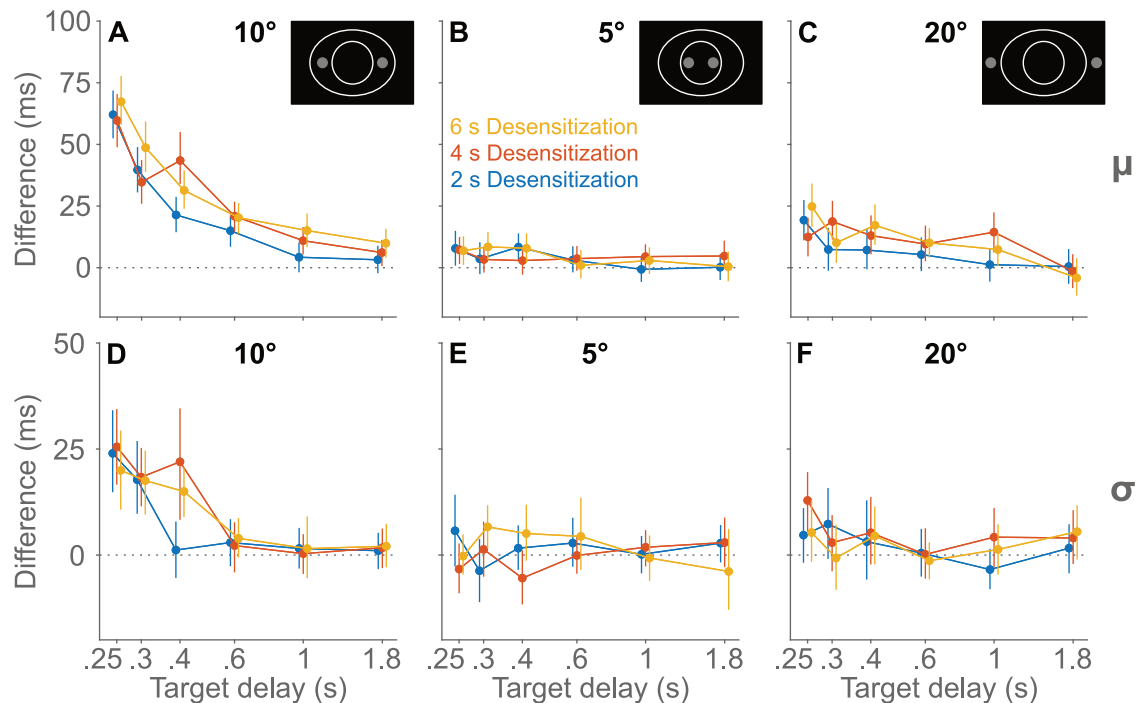 A 10°
B 5°
C 20°
100
75
50
25
0
Difference (ms)
6 s Desensitization
4 s Desensitization
2 s Desensitization
μ
D 10°
E 5°
F 20°
50
25
0
Difference (ms)
σ
.25 .3 .4 .6 1 1.8
.25 .3 .4 .6 1 1.8
.25 .3 .4 .6 1 1.8
Target delay (s)
Target delay (s)
Target delay (s)